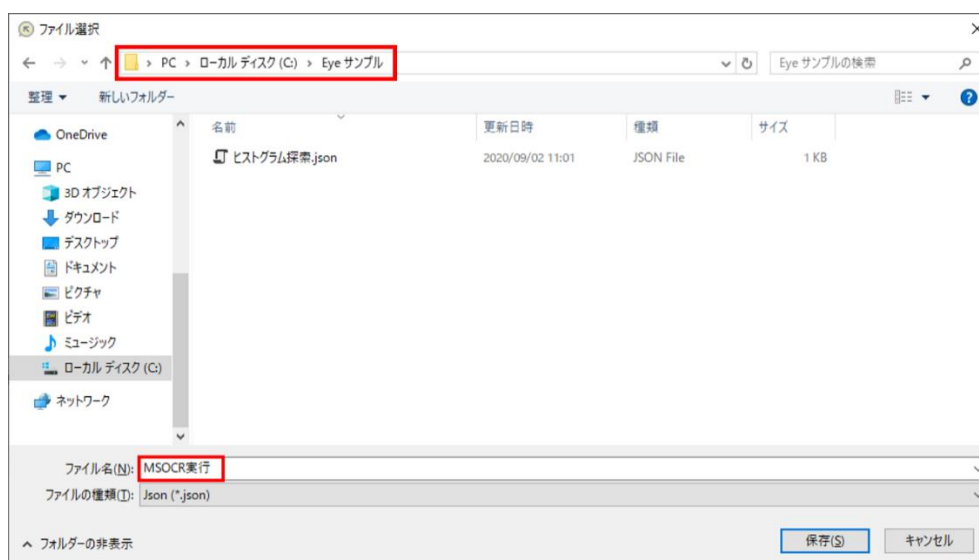 ファイル選択
PC › ローカル ディスク (C:) › Eye サンプル
Eye サンプルの検索
整理 新しいフォルダー
名前 更新日時 種類 サイズ
ヒストグラム探索.json 2020/09/02 11:01 JSON File 1 KB
OneDrive
PC
3D オブジェクト
ダウンロード
デスクトップ
ドキュメント
ピクチャ
ビデオ
ミュージック
ローカル ディスク (C:)
ネットワーク
ファイル名(N): MSOCR実行
ファイルの種類(T): Json (*.json)
フォルダーの非表示
保存(S) キャンセル